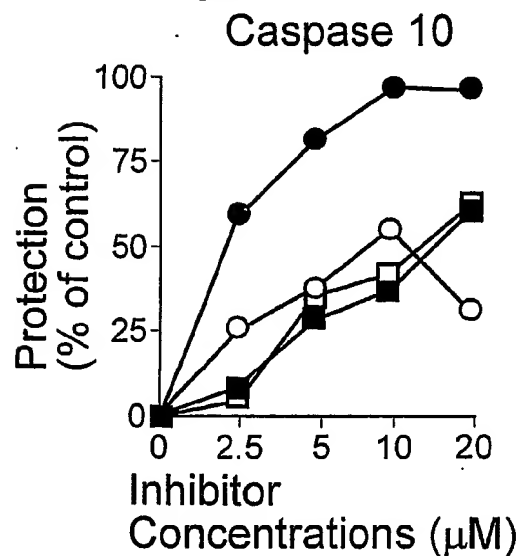 Caspase 10
100
75
50
25
0
Protection
(% of control)
0 2.5 5 10 20
Inhibitor
Concentrations (μM)